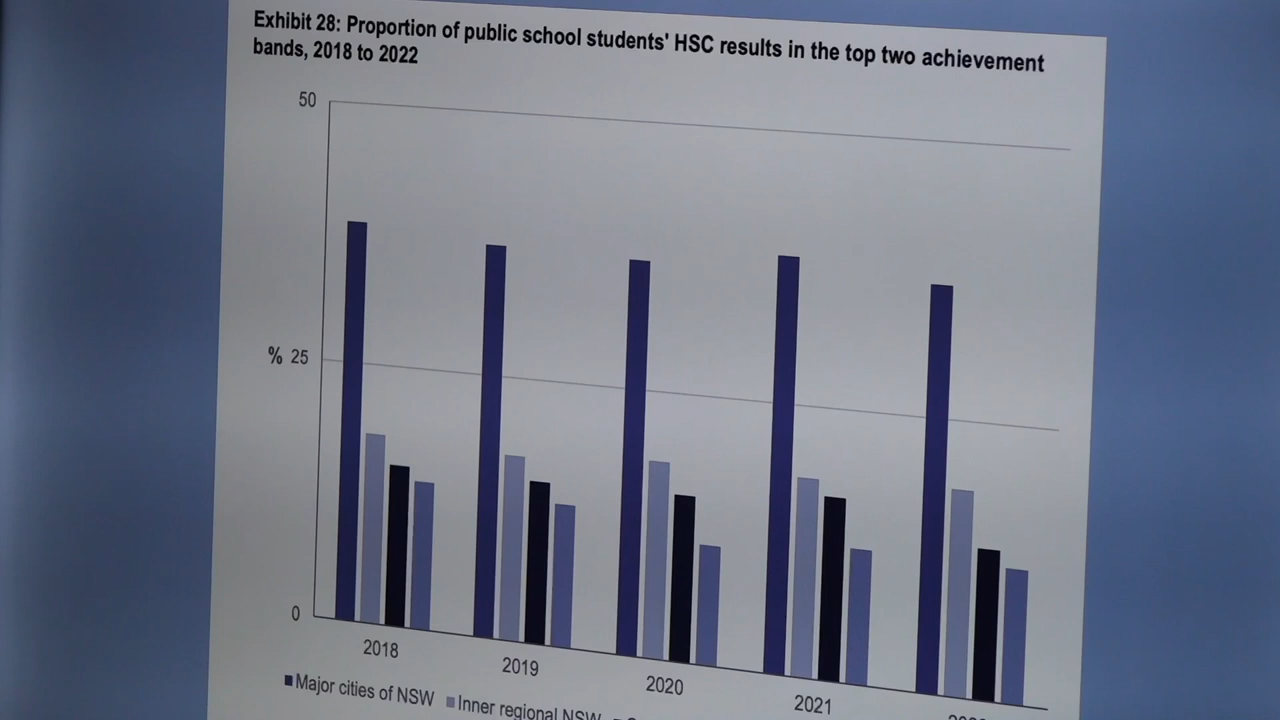 Exhibit 28: Proportion of public school students' HSC results in the top two achievement
bands, 2018 to 2022
50
% 25
0
2018
2019
2020
2021
Major cities of NSW
Inner regional NSW